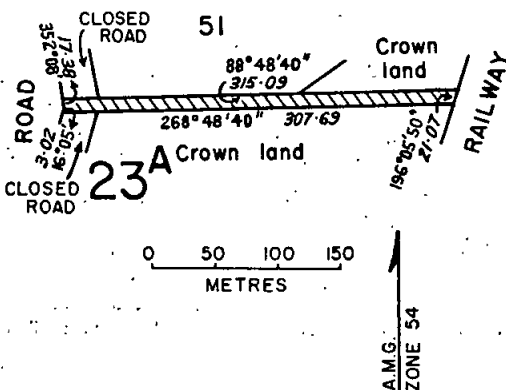 CLOSED
ROAD
51
352°08'
17·38
88°48'40"
315·09
Crown
land
ROAD
RAILWAY
268°48'40" 307·69
3·02
16°05'
196°05'50"
21·07
CLOSED
ROAD
23A
Crown land
0 50 100 150
METRES
A.M.G.
ZONE 54